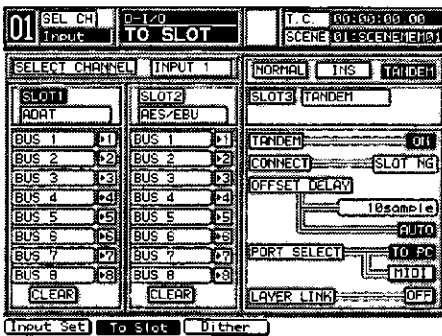 01 SEL CH Input D-I/O TO SLOT T.C. 00:00:00.00 SCENE 01:SCENEMEM01
SELECT CHANNEL INPUT 1 NORMAL INS TANDEM
SLOT1 SLOT2 SLOT3 TANDEM
ADAT AES/EBU
BUS 1 1 BUS 1 1 TANDEM ON
BUS 2 2 BUS 2 2 CONNECT SLOT NG
BUS 3 3 BUS 3 3 OFFSET DELAY
BUS 4 4 BUS 4 4 10sample
BUS 5 5 BUS 5 5 AUTO
BUS 6 6 BUS 6 6 PORT SELECT TO PC
BUS 7 7 BUS 7 7 MIDI
BUS 8 8 BUS 8 8
CLEAR CLEAR LAYER LINK OFF
Input Set To Slot Dither